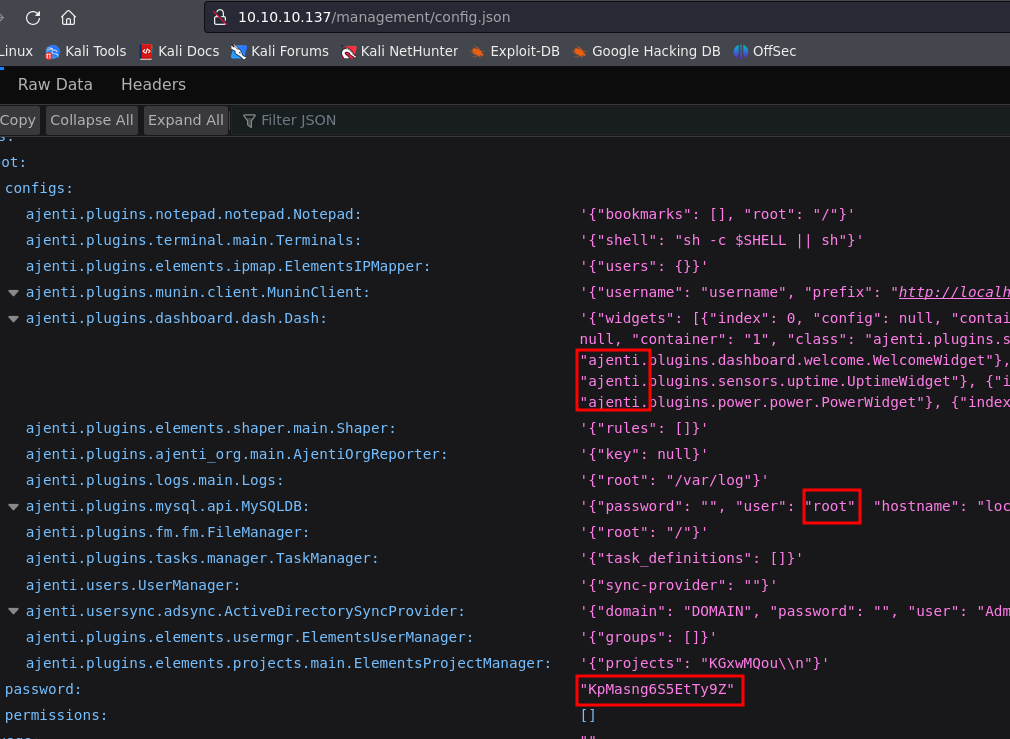 10.10.10.137/management/config.json
Linux Kali Tools Kali Docs Kali Forums Kali NetHunter Exploit-DB Google Hacking DB OffSec
Raw Data Headers
Copy Collapse All Expand All Filter JSON
s:
ot:
configs:
ajenti.plugins.notepad.notepad.Notepad: '{"bookmarks": [], "root": "/"}'
ajenti.plugins.terminal.main.Terminals: '{"shell": "sh -c $SHELL || sh"}'
ajenti.plugins.elements.ipmap.ElementsIPMapper: '{"users": {}}'
ajenti.plugins.munin.client.MuninClient: '{"username": "username", "prefix": "http://localh
ajenti.plugins.dashboard.dash.Dash: '{"widgets": [{"index": 0, "config": null, "contai
null, "container": "1", "class": "ajenti.plugins.s
"ajenti.plugins.dashboard.welcome.WelcomeWidget"},
"ajenti.plugins.sensors.uptime.UptimeWidget"}, {"i
"ajenti.plugins.power.power.PowerWidget"}, {"index
ajenti.plugins.elements.shaper.main.Shaper: '{"rules": []}'
ajenti.plugins.ajenti_org.main.AjentiOrgReporter: '{"key": null}'
ajenti.plugins.logs.main.Logs: '{"root": "/var/log"}'
ajenti.plugins.mysql.api.MySQLDB: '{"password": "", "user": "root", "hostname": "loc
ajenti.plugins.fm.fm.FileManager: '{"root": "/"}'
ajenti.plugins.tasks.manager.TaskManager: '{"task_definitions": []}'
ajenti.users.UserManager: '{"sync-provider": ""}'
ajenti.usersync.adsync.ActiveDirectorySyncProvider: '{"domain": "DOMAIN", "password": "", "user": "Adm
ajenti.plugins.elements.usermgr.ElementsUserManager: '{"groups": []}'
ajenti.plugins.elements.projects.main.ElementsProjectManager: '{"projects": "KGxwMQou\\n"}'
password: "KpMasng6S5EtTy9Z"
permissions: []
""